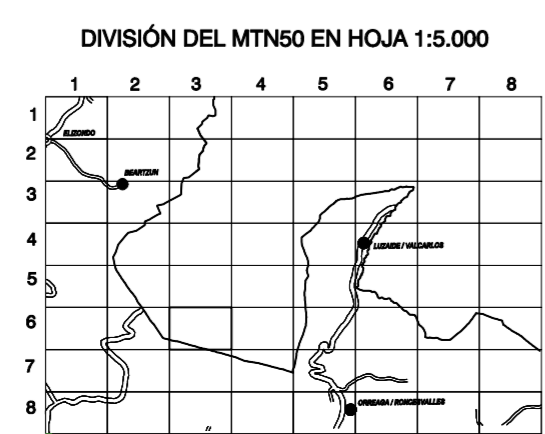 DIVISIÓN DEL MTN50 EN HOJA 1:5.000
1 2 3 4 5 6 7 8
1
ELIZONDO
2
BEARTZUN
3
4
LUZAIDE / VALCARLOS
5
6
7
8
ORREAGA / RONCESVALLES